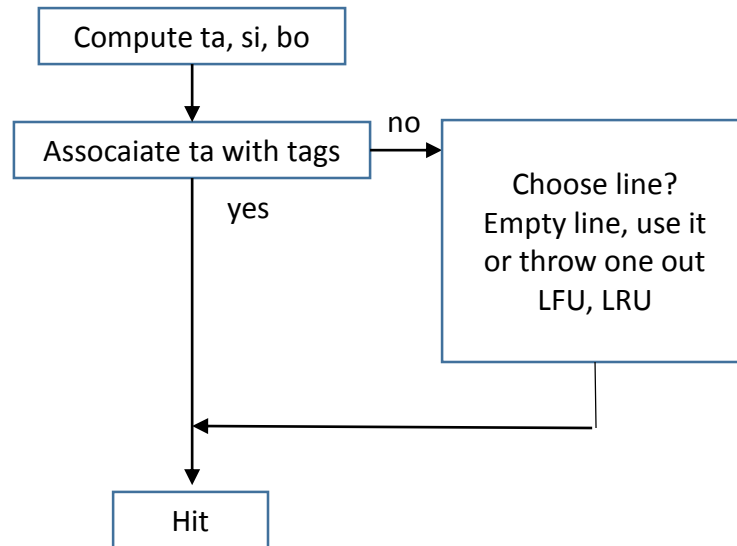 Compute ta, si, bo
Assocaiate ta with tags
no
yes
Choose line?
Empty line, use it
or throw one out
LFU, LRU
Hit